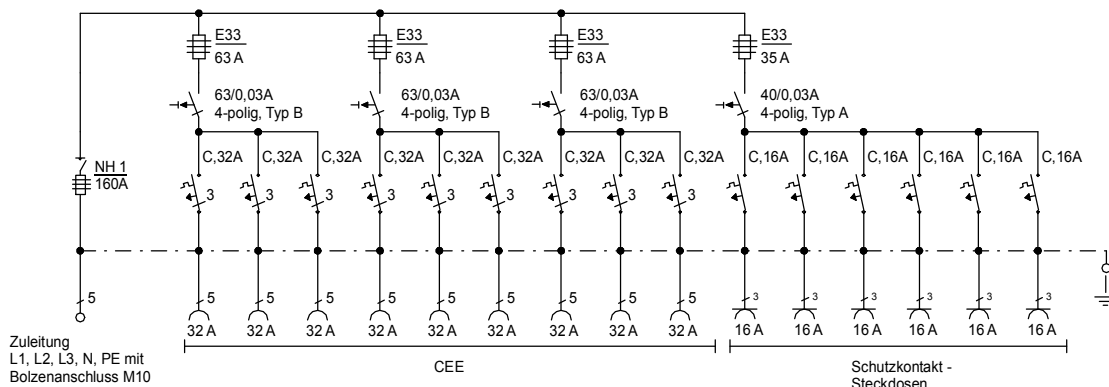 E33 E33 E33 E33
63 A 63 A 63 A 35 A
63/0,03A 63/0,03A 63/0,03A 40/0,03A
4-polig, Typ B 4-polig, Typ B 4-polig, Typ B 4-polig, Typ A
C,32A C,32A C,32A C,32A C,32A C,32A C,32A C,32A C,32A C,16A C,16A C,16A C,16A C,16A C,16A
NH 1
160A
3 3 3 3 3 3 3 3 3
5 5 5 5 5 5 5 5 5 5 3 3 3 3 3 3
32 A 32 A 32 A 32 A 32 A 32 A 32 A 32 A 32 A 16 A 16 A 16 A 16 A 16 A 16 A
Zuleitung
L1, L2, L3, N, PE mit
Bolzenanschluss M10
CEE
Schutzkontakt -
Steckdosen